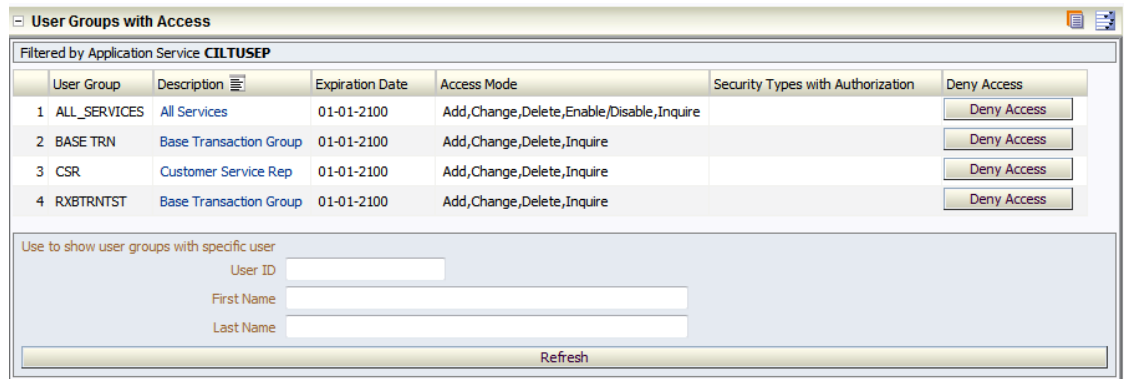 User Groups with Access
Filtered by Application Service CILTUSEP
User Group Description Expiration Date Access Mode Security Types with Authorization Deny Access
1 ALL_SERVICES All Services 01-01-2100 Add,Change,Delete,Enable/Disable,Inquire Deny Access
2 BASE TRN Base Transaction Group 01-01-2100 Add,Change,Delete,Inquire Deny Access
3 CSR Customer Service Rep 01-01-2100 Add,Change,Delete,Inquire Deny Access
4 RXBTRNTST Base Transaction Group 01-01-2100 Add,Change,Delete,Inquire Deny Access
Use to show user groups with specific user
User ID
First Name
Last Name
Refresh